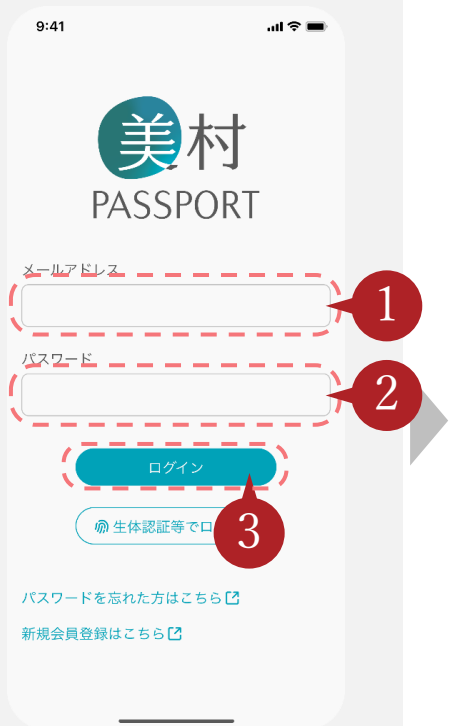 9:41
美村
PASSPORT
メールアドレス
1
パスワード
2
ログイン
生体認証等でロ
3
パスワードを忘れた方はこちら
新規会員登録はこちら